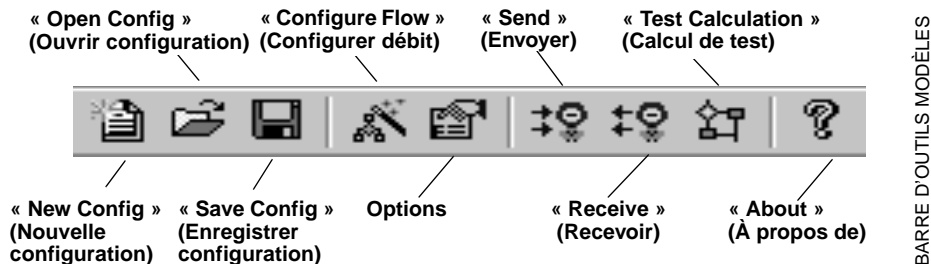 « Open Config »
(Ouvrir configuration)
« Configure Flow »
(Configurer débit)
« Send »
(Envoyer)
« Test Calculation »
(Calcul de test)
« New Config »
(Nouvelle
configuration)
« Save Config »
(Enregistrer
configuration)
Options
« Receive »
(Recevoir)
« About »
(À propos de)
BARRE D'OUTILS MODÈLES